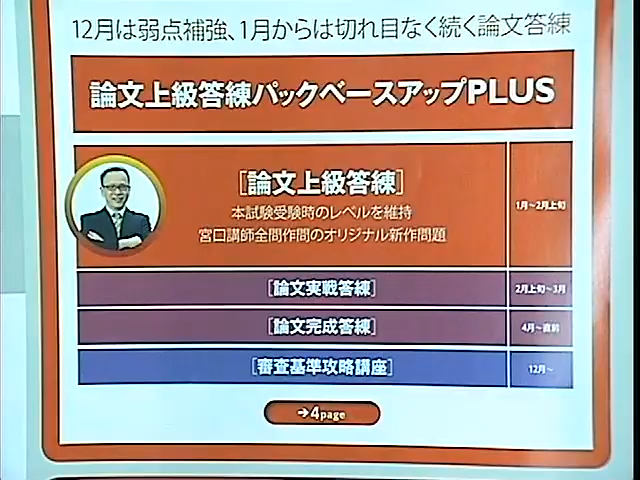 12月は弱点補強、1月からは切れ目なく続く論文答練
論文上級答練パックベースアップPLUS
[論文上級答練]
本試験受験時のレベルを維持
宮口講師全問作問のオリジナル新作問題
1月～2月上旬
[論文実戦答練]
2月上旬～3月
[論文完成答練]
4月～直前
[審査基準攻略講座]
12月～
→4page